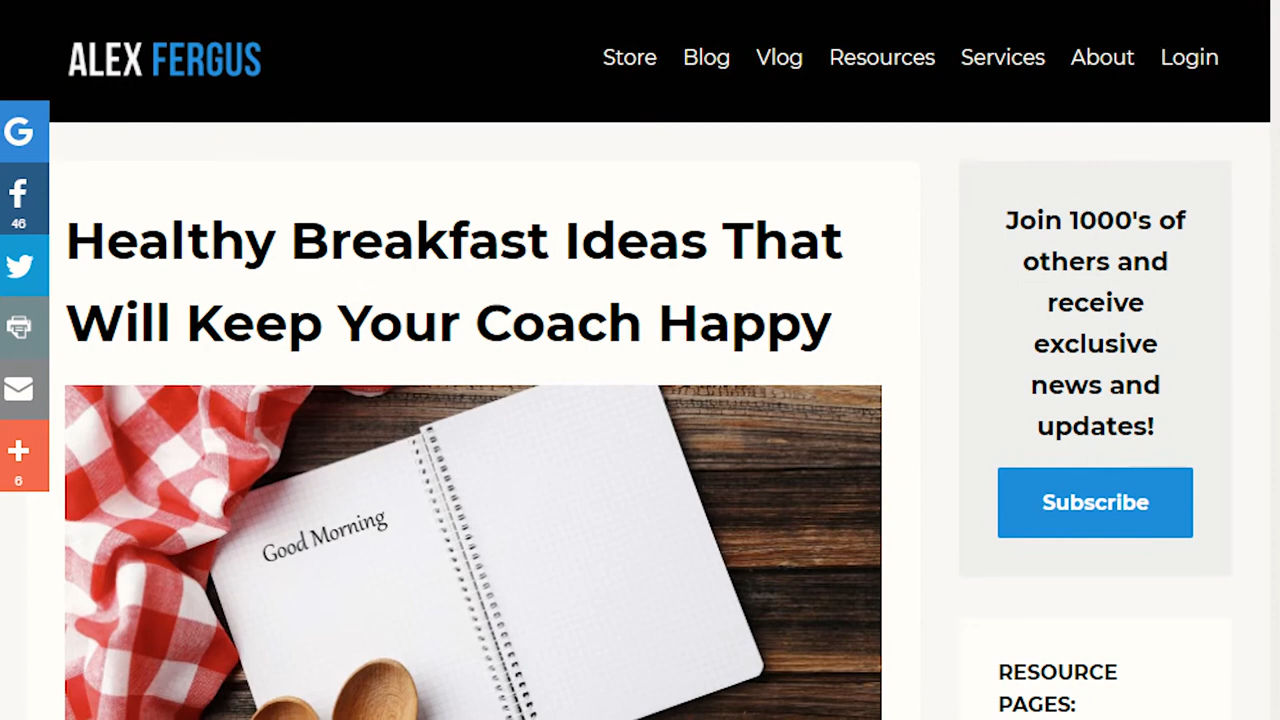 ALEX FERGUS
Store Blog Vlog Resources Services About Login
46
6
Healthy Breakfast Ideas That
Will Keep Your Coach Happy
Good Morning
Join 1000's of
others and
receive
exclusive
news and
updates!
Subscribe
RESOURCE
PAGES: